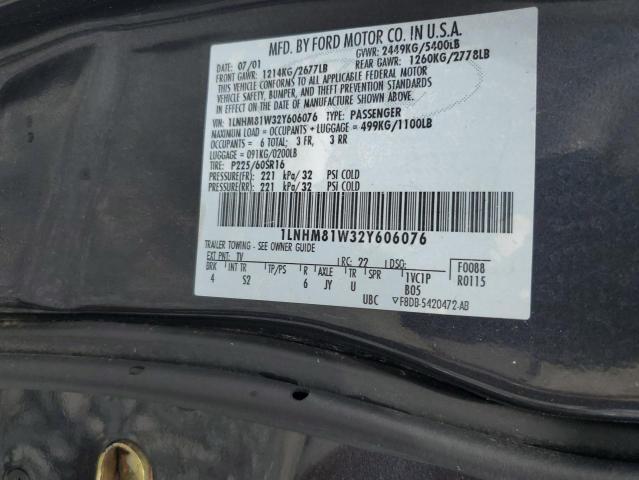 MFD. BY FORD MOTOR CO. IN U.S.A.
DATE: 07/01 GVWR: 2449KG/5400LB
FRONT GAWR: 1214KG/2677LB REAR GAWR: 1260KG/2778LB
THIS VEHICLE CONFORMS TO ALL APPLICABLE FEDERAL MOTOR
VEHICLE SAFETY, BUMPER, AND THEFT PREVENTION STANDARDS
IN EFFECT ON THE DATE OF MANUFACTURE SHOWN ABOVE.
VIN: 1LNHM81W32Y606076 TYPE: PASSENGER
MAXIMUM LOAD = OCCUPANTS + LUGGAGE = 499KG/1100LB
OCCUPANTS = 6 TOTAL; 3 FR, 3 RR
LUGGAGE = 091KG/0200LB
TIRE: P225/60SR16
PRESSURE(FR): 221 kPa/32 PSI COLD
PRESSURE(RR): 221 kPa/32 PSI COLD
1LNHM81W32Y606076
TRAILER TOWING - SEE OWNER GUIDE
EXT PNT: TV RC: 22 DSO: F0088
BRK INT TR TP/PS R AXLE TR SPR 1VC1P R0115
4 S2 6 JY U B05
UBC ▽F8DB-5420472-AB